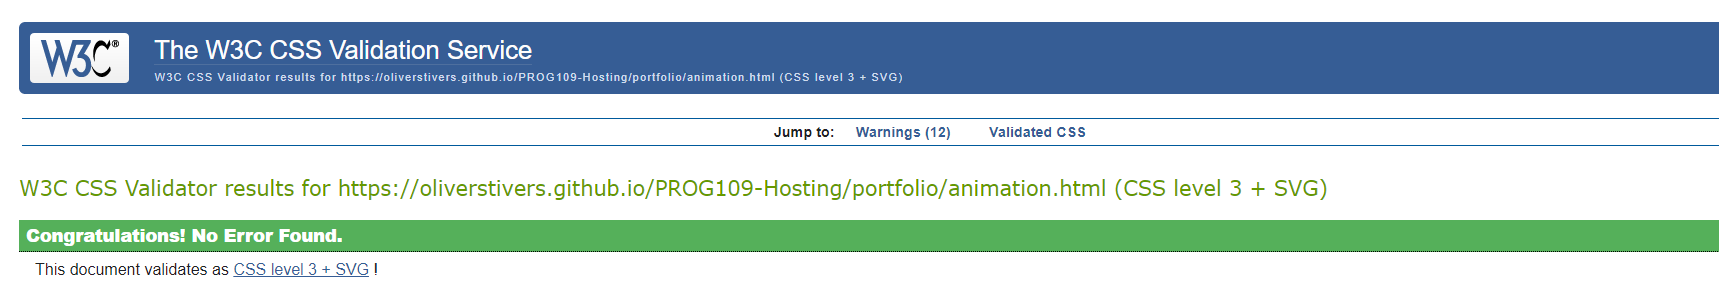 W3C®
The W3C CSS Validation Service
W3C CSS Validator results for https://oliverstivers.github.io/PROG109-Hosting/portfolio/animation.html (CSS level 3 + SVG)
Jump to: Warnings (12) Validated CSS
W3C CSS Validator results for https://oliverstivers.github.io/PROG109-Hosting/portfolio/animation.html (CSS level 3 + SVG)
Congratulations! No Error Found.
This document validates as CSS level 3 + SVG !